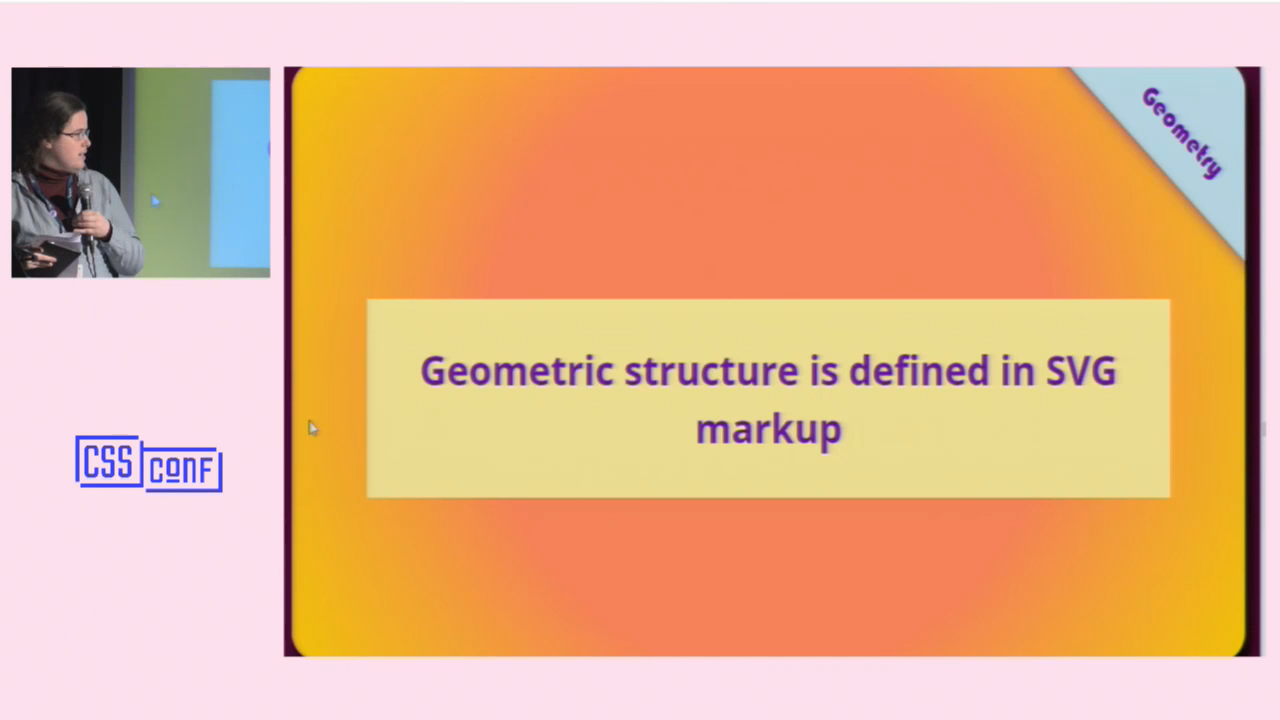 Geometry
Geometric structure is defined in SVG
markup
CSS
CONF